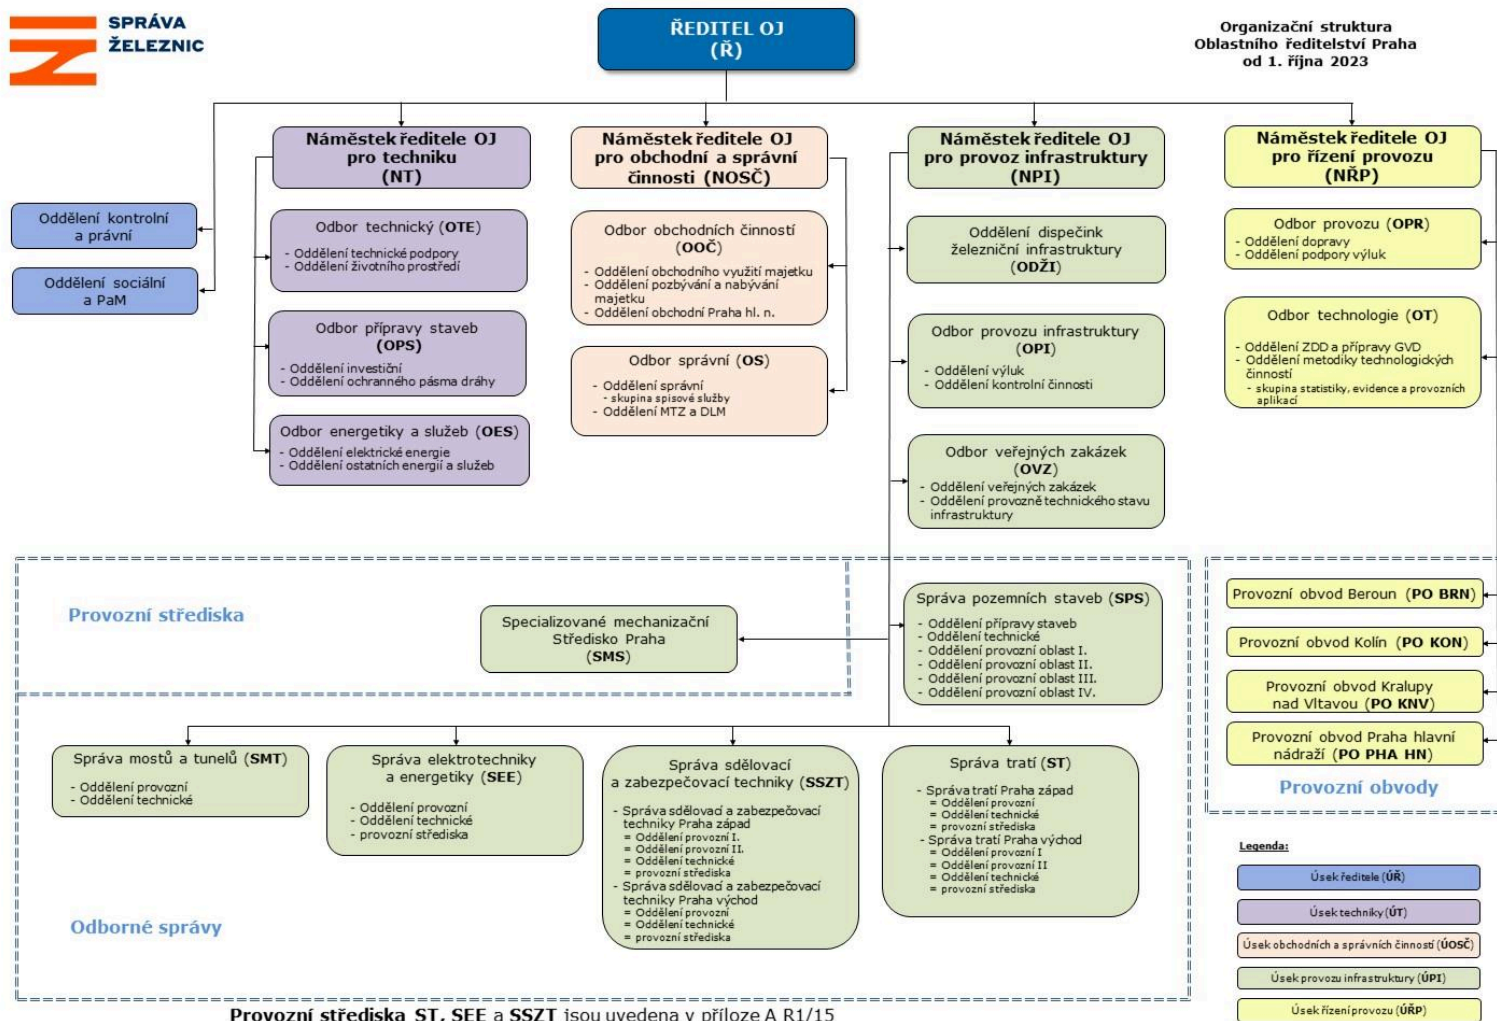 SPRÁVA
ŽELEZNIC
ŘEDITEL OJ
(Ř)
Organizační struktura
Oblastního ředitelství Praha
od 1. října 2023
Náměstek ředitele OJ
pro techniku
(NT)
Náměstek ředitele OJ
pro obchodní a správní
činnosti (NOSČ)
Náměstek ředitele OJ
pro provoz infrastruktury
(NPI)
Náměstek ředitele OJ
pro řízení provozu
(NŘP)
Oddělení kontrolní
a právní
Oddělení sociální
a PaM
Odbor technický (OTE)
- Oddělení technické podpory
- Oddělení životního prostředí
Odbor přípravy staveb
(OPS)
- Oddělení investiční
- Oddělení ochranného pásma dráhy
Odbor energetiky a služeb (OES)
- Oddělení elektrické energie
- Oddělení ostatních energií a služeb
Odbor obchodních činností
(OOČ)
- Oddělení obchodního využití majetku
- Oddělení pozbývání a nabývání
majetku
- Oddělení obchodní Praha hl. n.
Odbor správní (OS)
- Oddělení správní
- skupina spisové služby
- Oddělení MTZ a DLM
Oddělení dispečink
železniční infrastruktury
(ODŽI)
Odbor provozu infrastruktury
(OPI)
- Oddělení výluk
- Oddělení kontrolní činnosti
Odbor veřejných zakázek
(OVZ)
- Oddělení veřejných zakázek
- Oddělení provozně technického stavu
infrastruktury
Odbor provozu (OPR)
- Oddělení dopravy
- Oddělení podpory výluk
Odbor technologie (OT)
- Oddělení ZDD a přípravy GVD
- Oddělení metodiky technologických
činností
- skupina statistiky, evidence a provozních
aplikací
Provozní střediska
Specializované mechanizační
Středisko Praha
(SMS)
Správa pozemních staveb (SPS)
- Oddělení přípravy staveb
- Oddělení technické
- Oddělení provozní oblast I.
- Oddělení provozní oblast II.
- Oddělení provozní oblast III.
- Oddělení provozní oblast IV.
Provozní obvod Beroun (PO BRN)
Provozní obvod Kolín (PO KON)
Provozní obvod Kralupy
nad Vltavou (PO KNV)
Provozní obvod Praha hlavní
nádraží (PO PHA HN)
Provozní obvody
Správa mostů a tunelů (SMT)
- Oddělení provozní
- Oddělení technické
Správa elektrotechniky
a energetiky (SEE)
- Oddělení provozní
- Oddělení technické
- provozní střediska
Správa sdělovací
a zabezpečovací techniky (SSZT)
- Správa sdělovací a zabezpečovací
techniky Praha západ
= Oddělení provozní I.
= Oddělení provozní II.
= Oddělení technické
= provozní střediska
- Správa sdělovací a zabezpečovací
techniky Praha východ
= Oddělení provozní
= Oddělení technické
= provozní střediska
Správa tratí (ST)
- Správa tratí Praha západ
= Oddělení provozní
= Oddělení technické
= provozní střediska
- Správa tratí Praha východ
= Oddělení provozní I
= Oddělení provozní II
= Oddělení technické
= provozní střediska
Odborné správy
Legenda:
Úsek ředitele (ÚŘ)
Úsek techniky (ÚT)
Úsek obchodních a správních činností (ÚOSČ)
Úsek provozu infrastruktury (ÚPI)
Úsek řízení provozu (ÚŘP)
Provozní střediska ST, SEE a SSZT jsou uvedena v příloze A R1/15